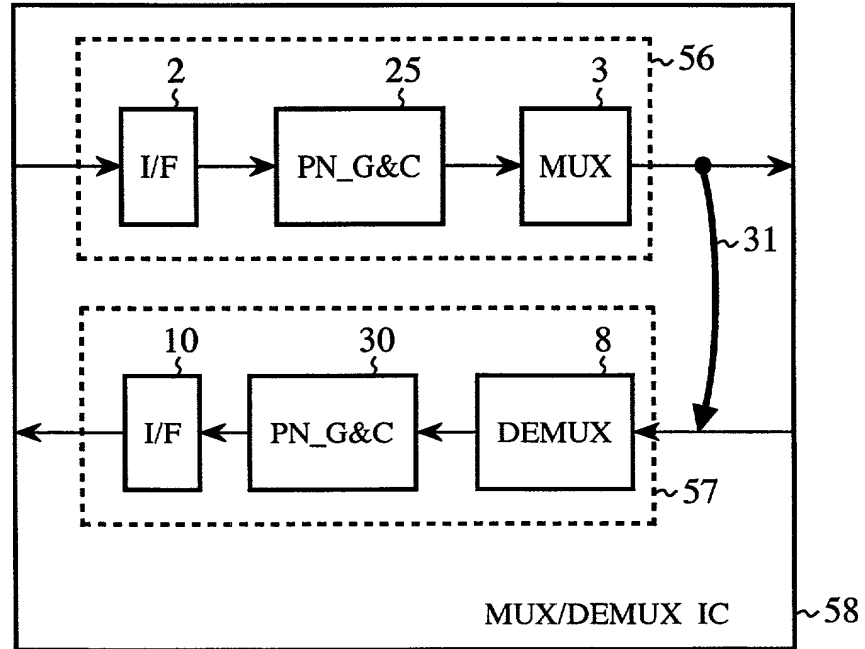 56
2 25 3
I/F PN_G&C MUX
31
10 30 8
I/F PN_G&C DEMUX
57
MUX/DEMUX IC 58